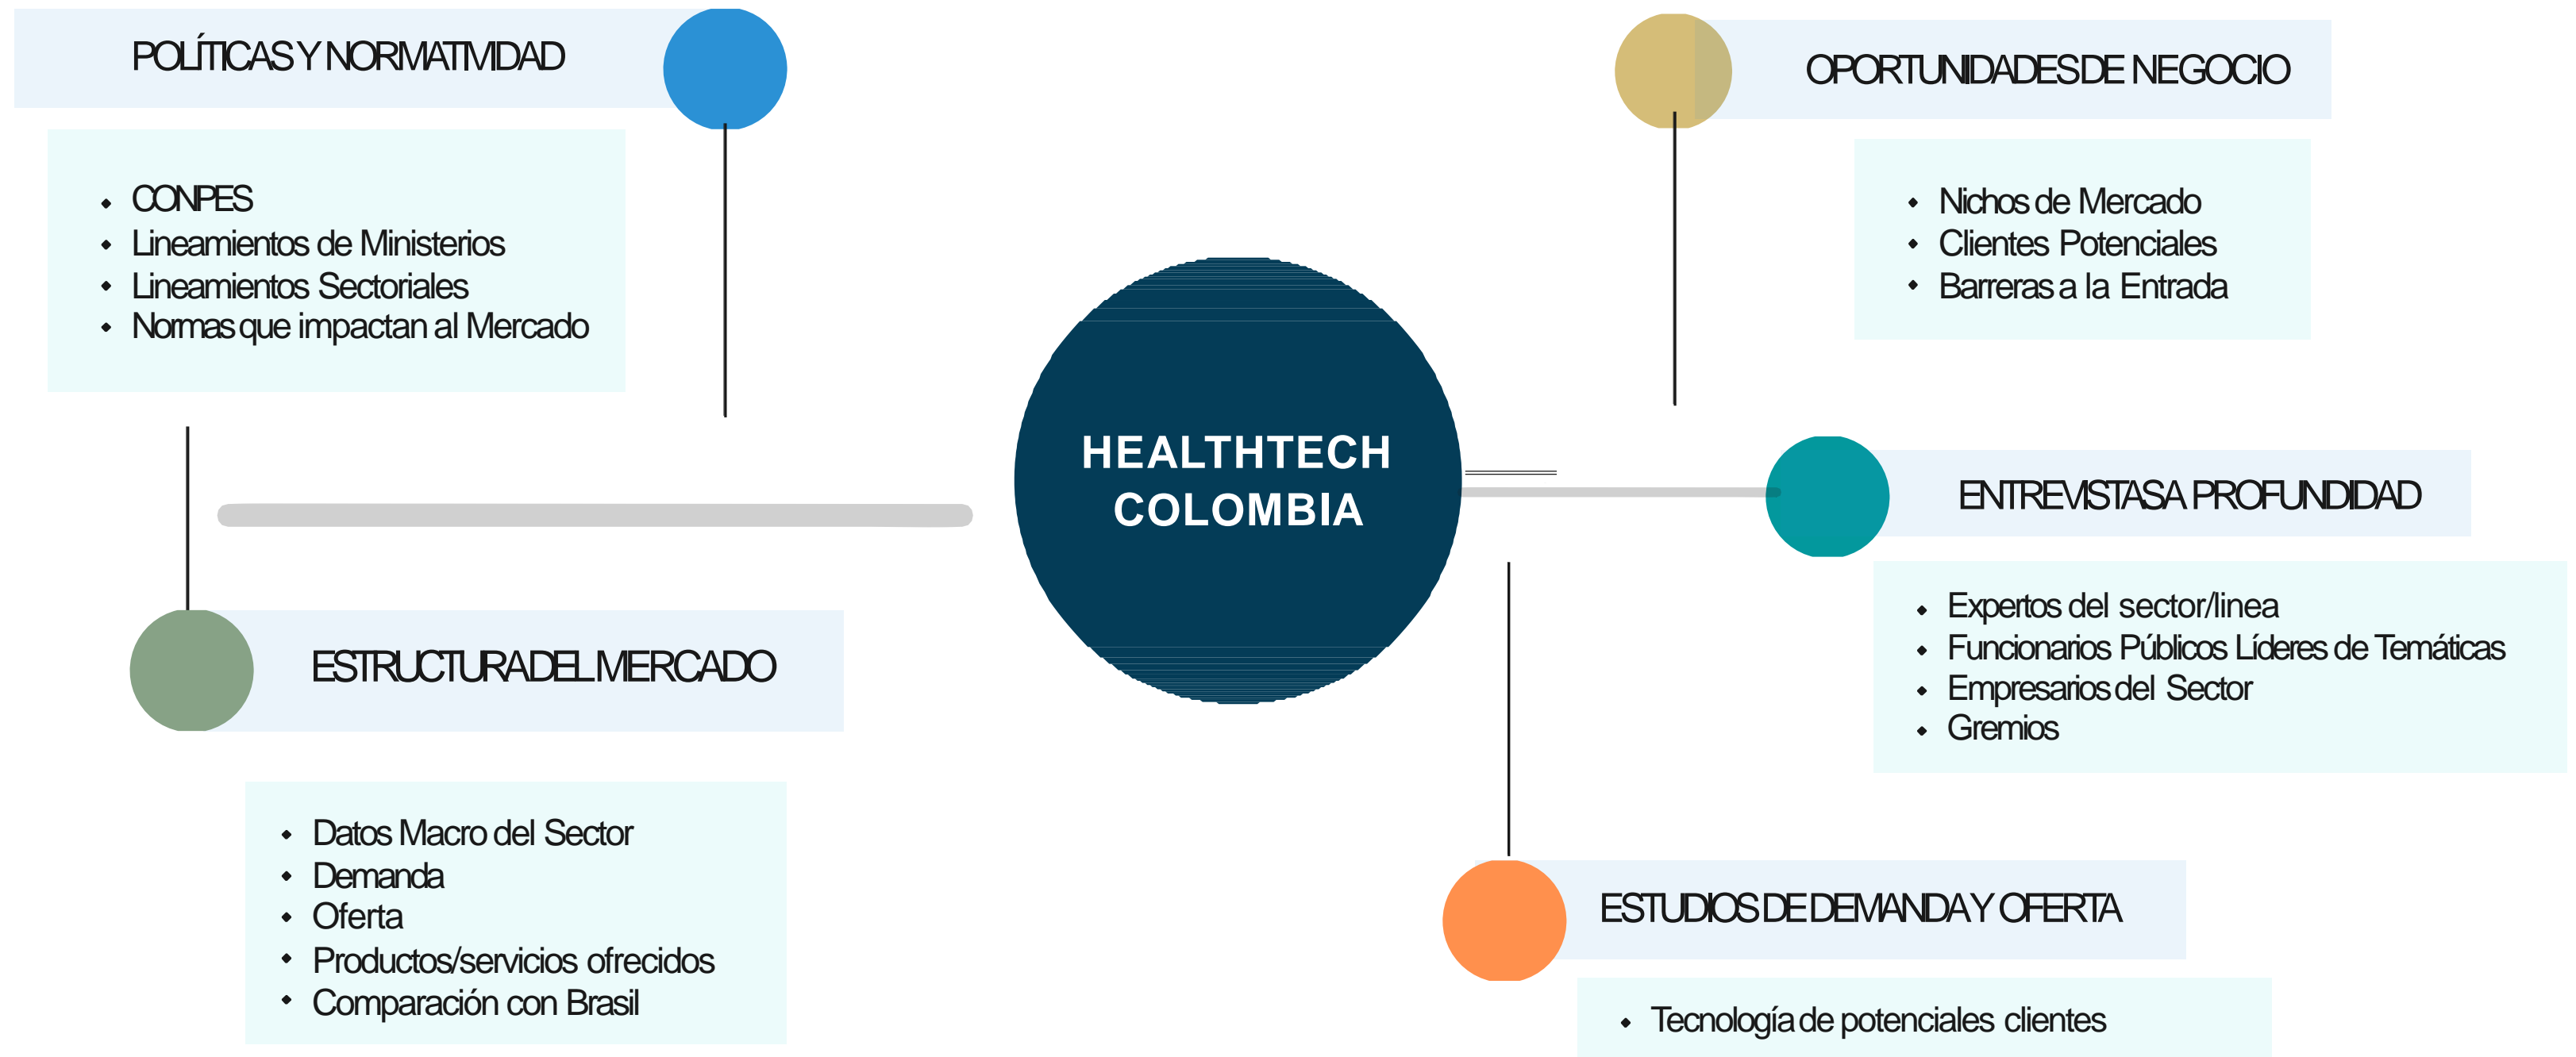 POLÍTICAS Y NORMATIVIDAD
• CONPES
• Lineamientos de Ministerios
• Lineamientos Sectoriales
• Normas que impactan al Mercado
ESTRUCTURA DEL MERCADO
• Datos Macro del Sector
• Demanda
• Oferta
• Productos/servicios ofrecidos
• Comparación con Brasil
HEALTHTECH
COLOMBIA
OPORTUNIDADES DE NEGOCIO
• Nichos de Mercado
• Clientes Potenciales
• Barreras a la Entrada
ENTREVISTAS A PROFUNDIDAD
• Expertos del sector/linea
• Funcionarios Públicos Líderes de Temáticas
• Empresarios del Sector
• Gremios
ESTUDIOS DE DEMANDA Y OFERTA
• Tecnología de potenciales clientes